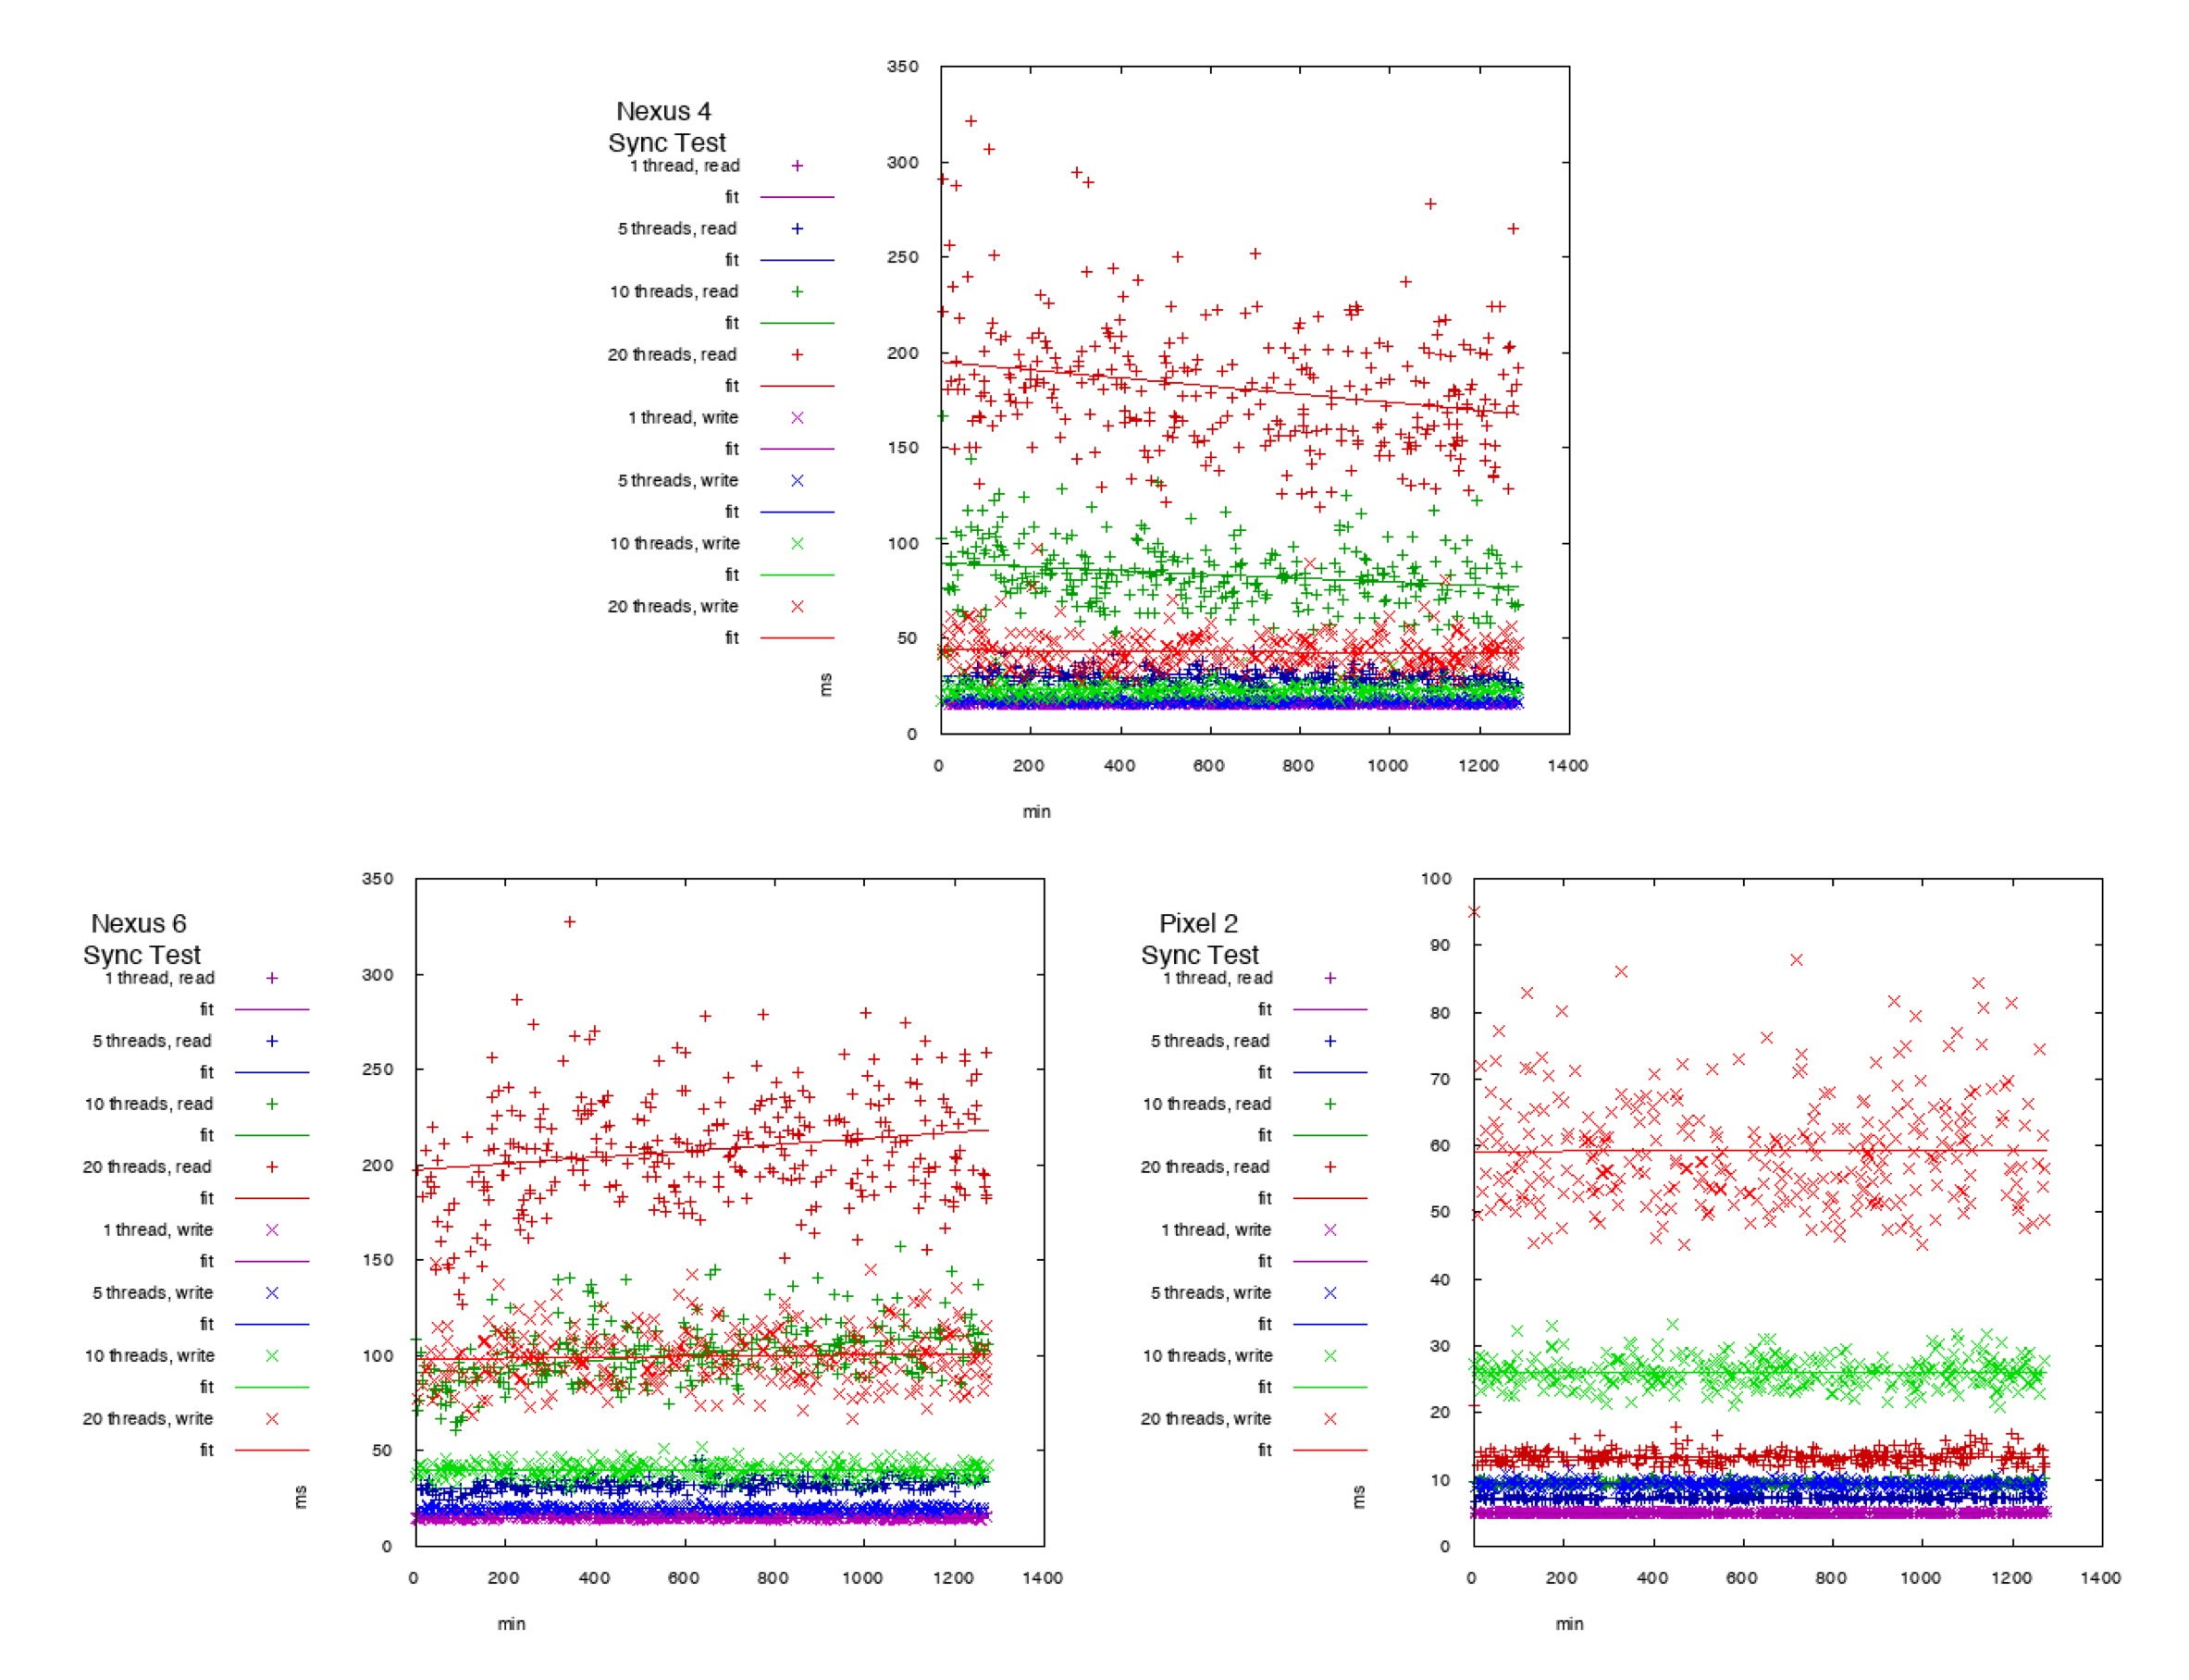 Nexus 4
Sync Test
1 thread, read
fit
5 threads, read
fit
10 threads, read
fit
20 threads, read
fit
1 thread, write
fit
5 threads, write
fit
10 threads, write
fit
20 threads, write
fit
ms
350
300
250
200
150
100
50
0
0 200 400 600 800 1000 1200 1400
min
Nexus 6
Sync Test
1 thread, read
fit
5 threads, read
fit
10 threads, read
fit
20 threads, read
fit
1 thread, write
fit
5 threads, write
fit
10 threads, write
fit
20 threads, write
fit
ms
350
300
250
200
150
100
50
0
0 200 400 600 800 1000 1200 1400
min
Pixel 2
Sync Test
1 thread, read
fit
5 threads, read
fit
10 threads, read
fit
20 threads, read
fit
1 thread, write
fit
5 threads, write
fit
10 threads, write
fit
20 threads, write
fit
ms
100
90
80
70
60
50
40
30
20
10
0
0 200 400 600 800 1000 1200 1400
min